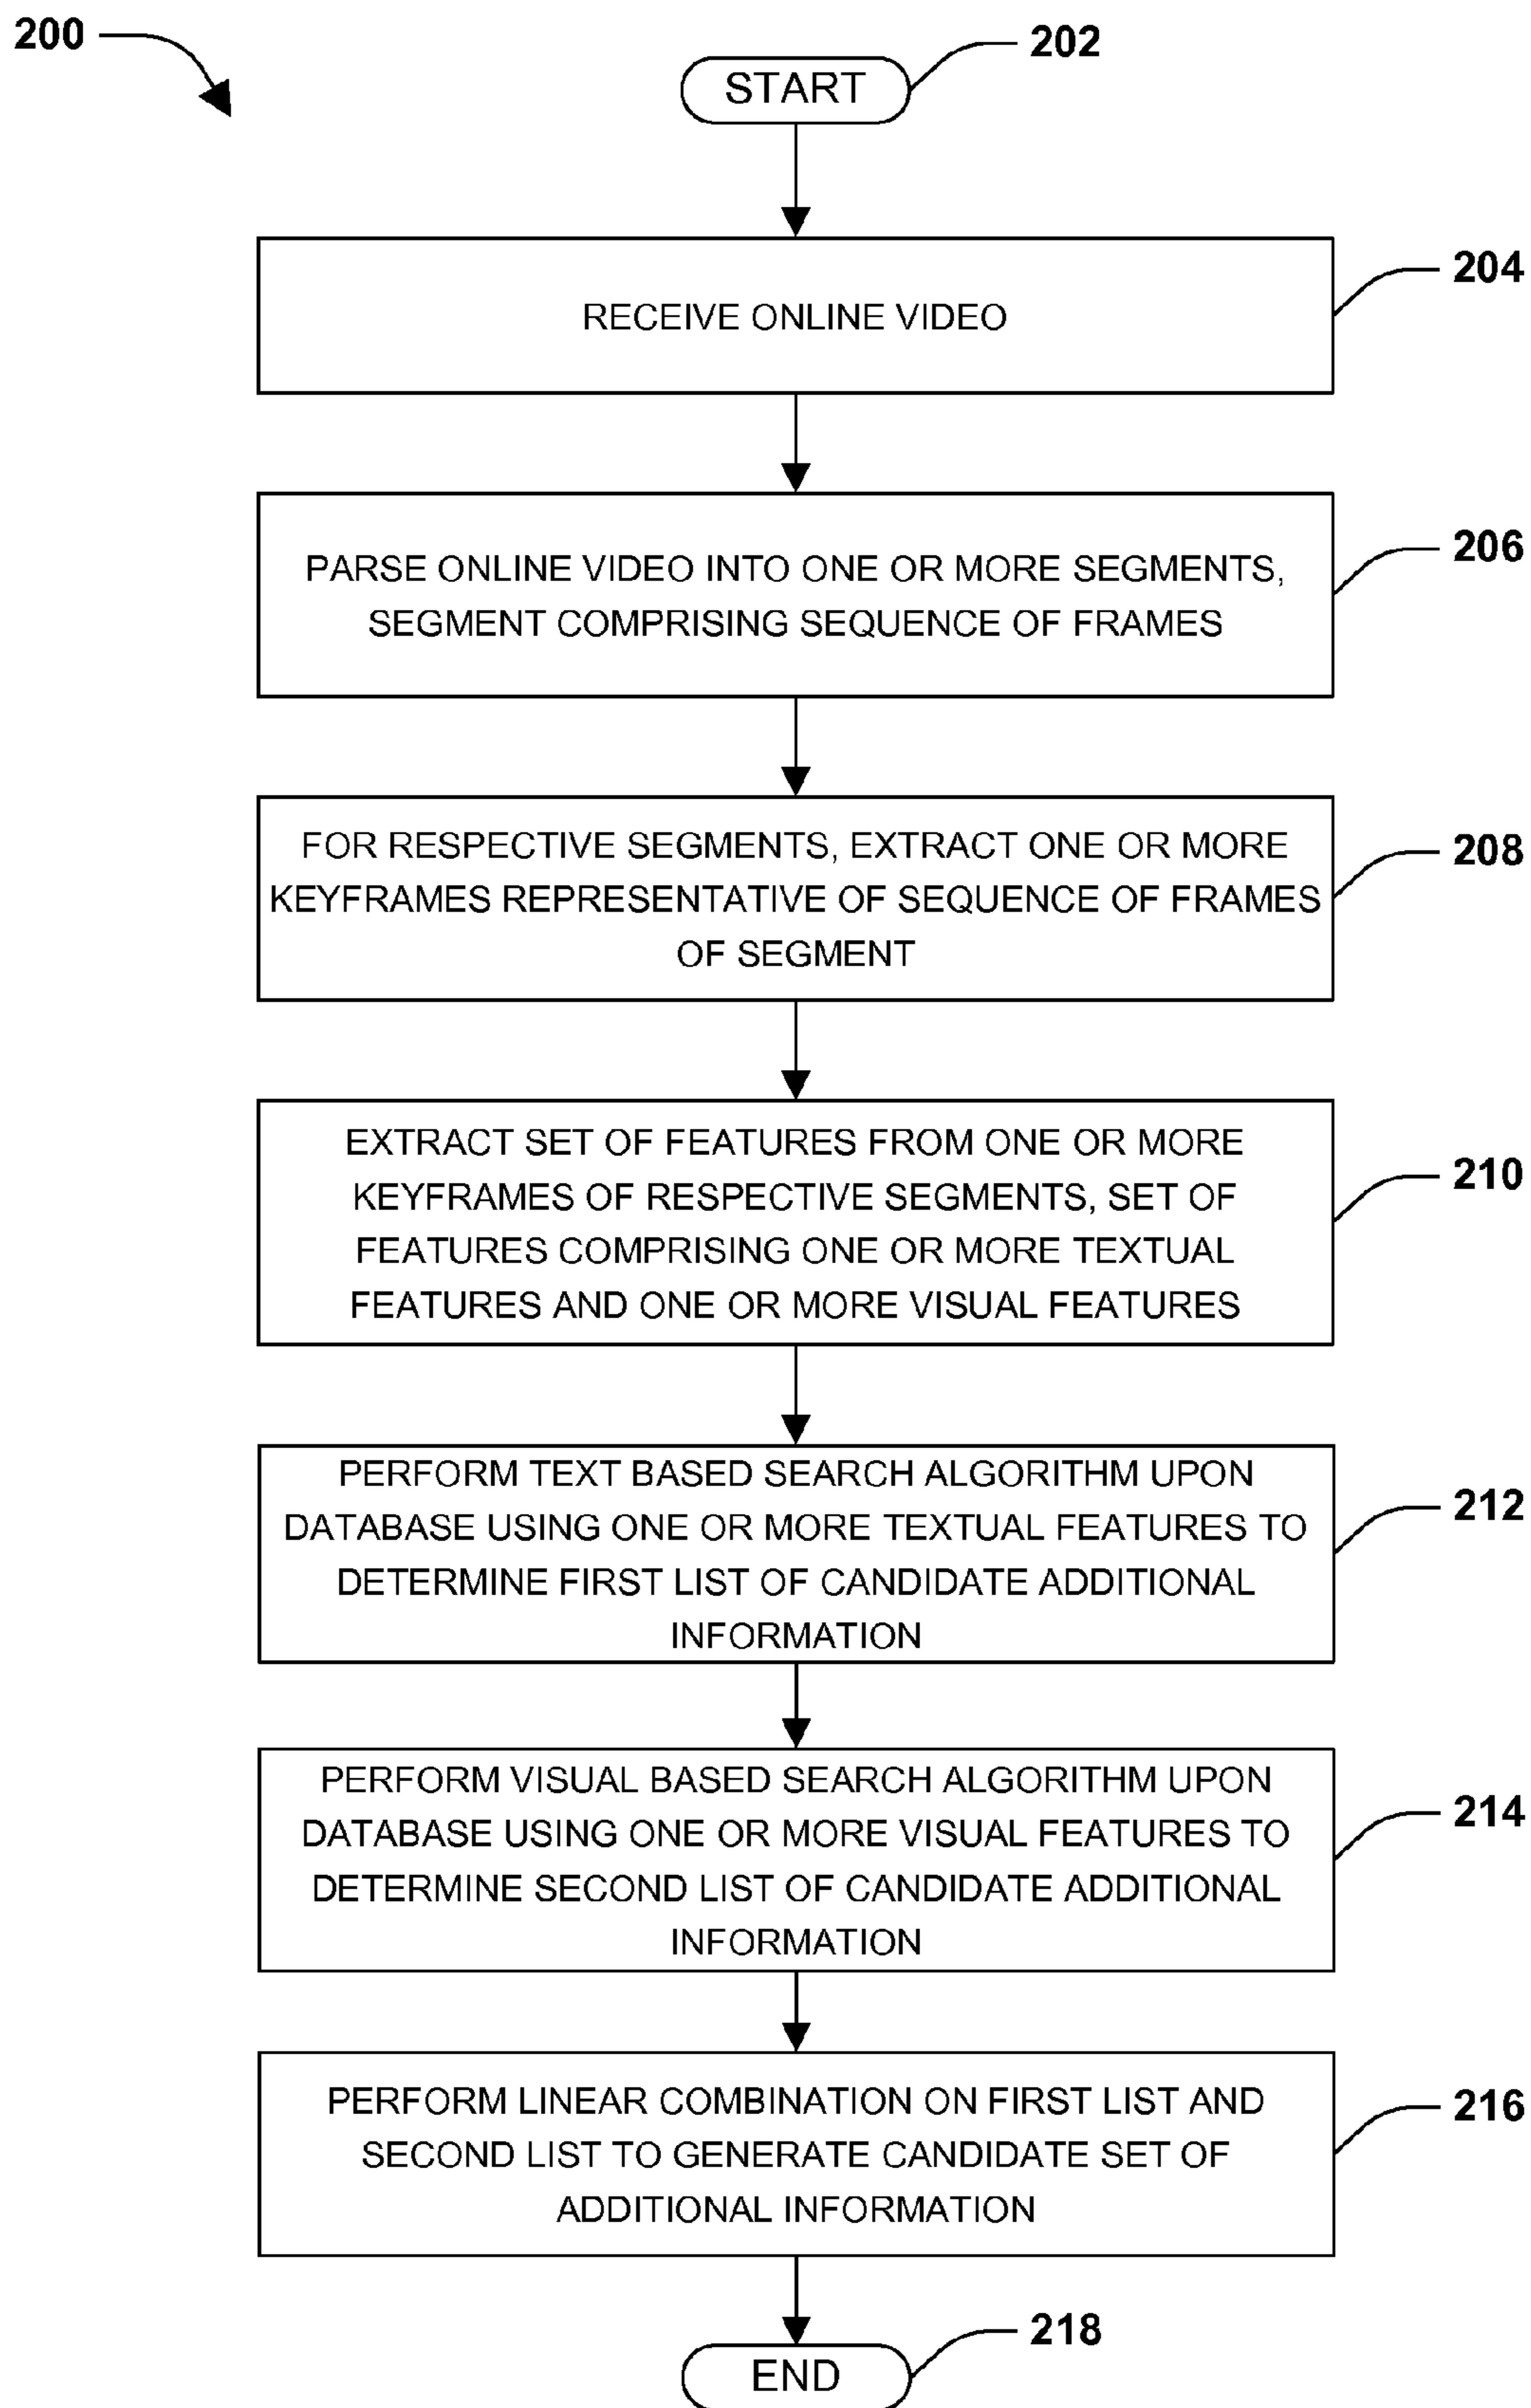 200
202
START
204
RECEIVE ONLINE VIDEO
206
PARSE ONLINE VIDEO INTO ONE OR MORE SEGMENTS,
SEGMENT COMPRISING SEQUENCE OF FRAMES
208
FOR RESPECTIVE SEGMENTS, EXTRACT ONE OR MORE
KEYFRAMES REPRESENTATIVE OF SEQUENCE OF FRAMES
OF SEGMENT
210
EXTRACT SET OF FEATURES FROM ONE OR MORE
KEYFRAMES OF RESPECTIVE SEGMENTS, SET OF
FEATURES COMPRISING ONE OR MORE TEXTUAL
FEATURES AND ONE OR MORE VISUAL FEATURES
212
PERFORM TEXT BASED SEARCH ALGORITHM UPON
DATABASE USING ONE OR MORE TEXTUAL FEATURES TO
DETERMINE FIRST LIST OF CANDIDATE ADDITIONAL
INFORMATION
214
PERFORM VISUAL BASED SEARCH ALGORITHM UPON
DATABASE USING ONE OR MORE VISUAL FEATURES TO
DETERMINE SECOND LIST OF CANDIDATE ADDITIONAL
INFORMATION
216
PERFORM LINEAR COMBINATION ON FIRST LIST AND
SECOND LIST TO GENERATE CANDIDATE SET OF
ADDITIONAL INFORMATION
218
END